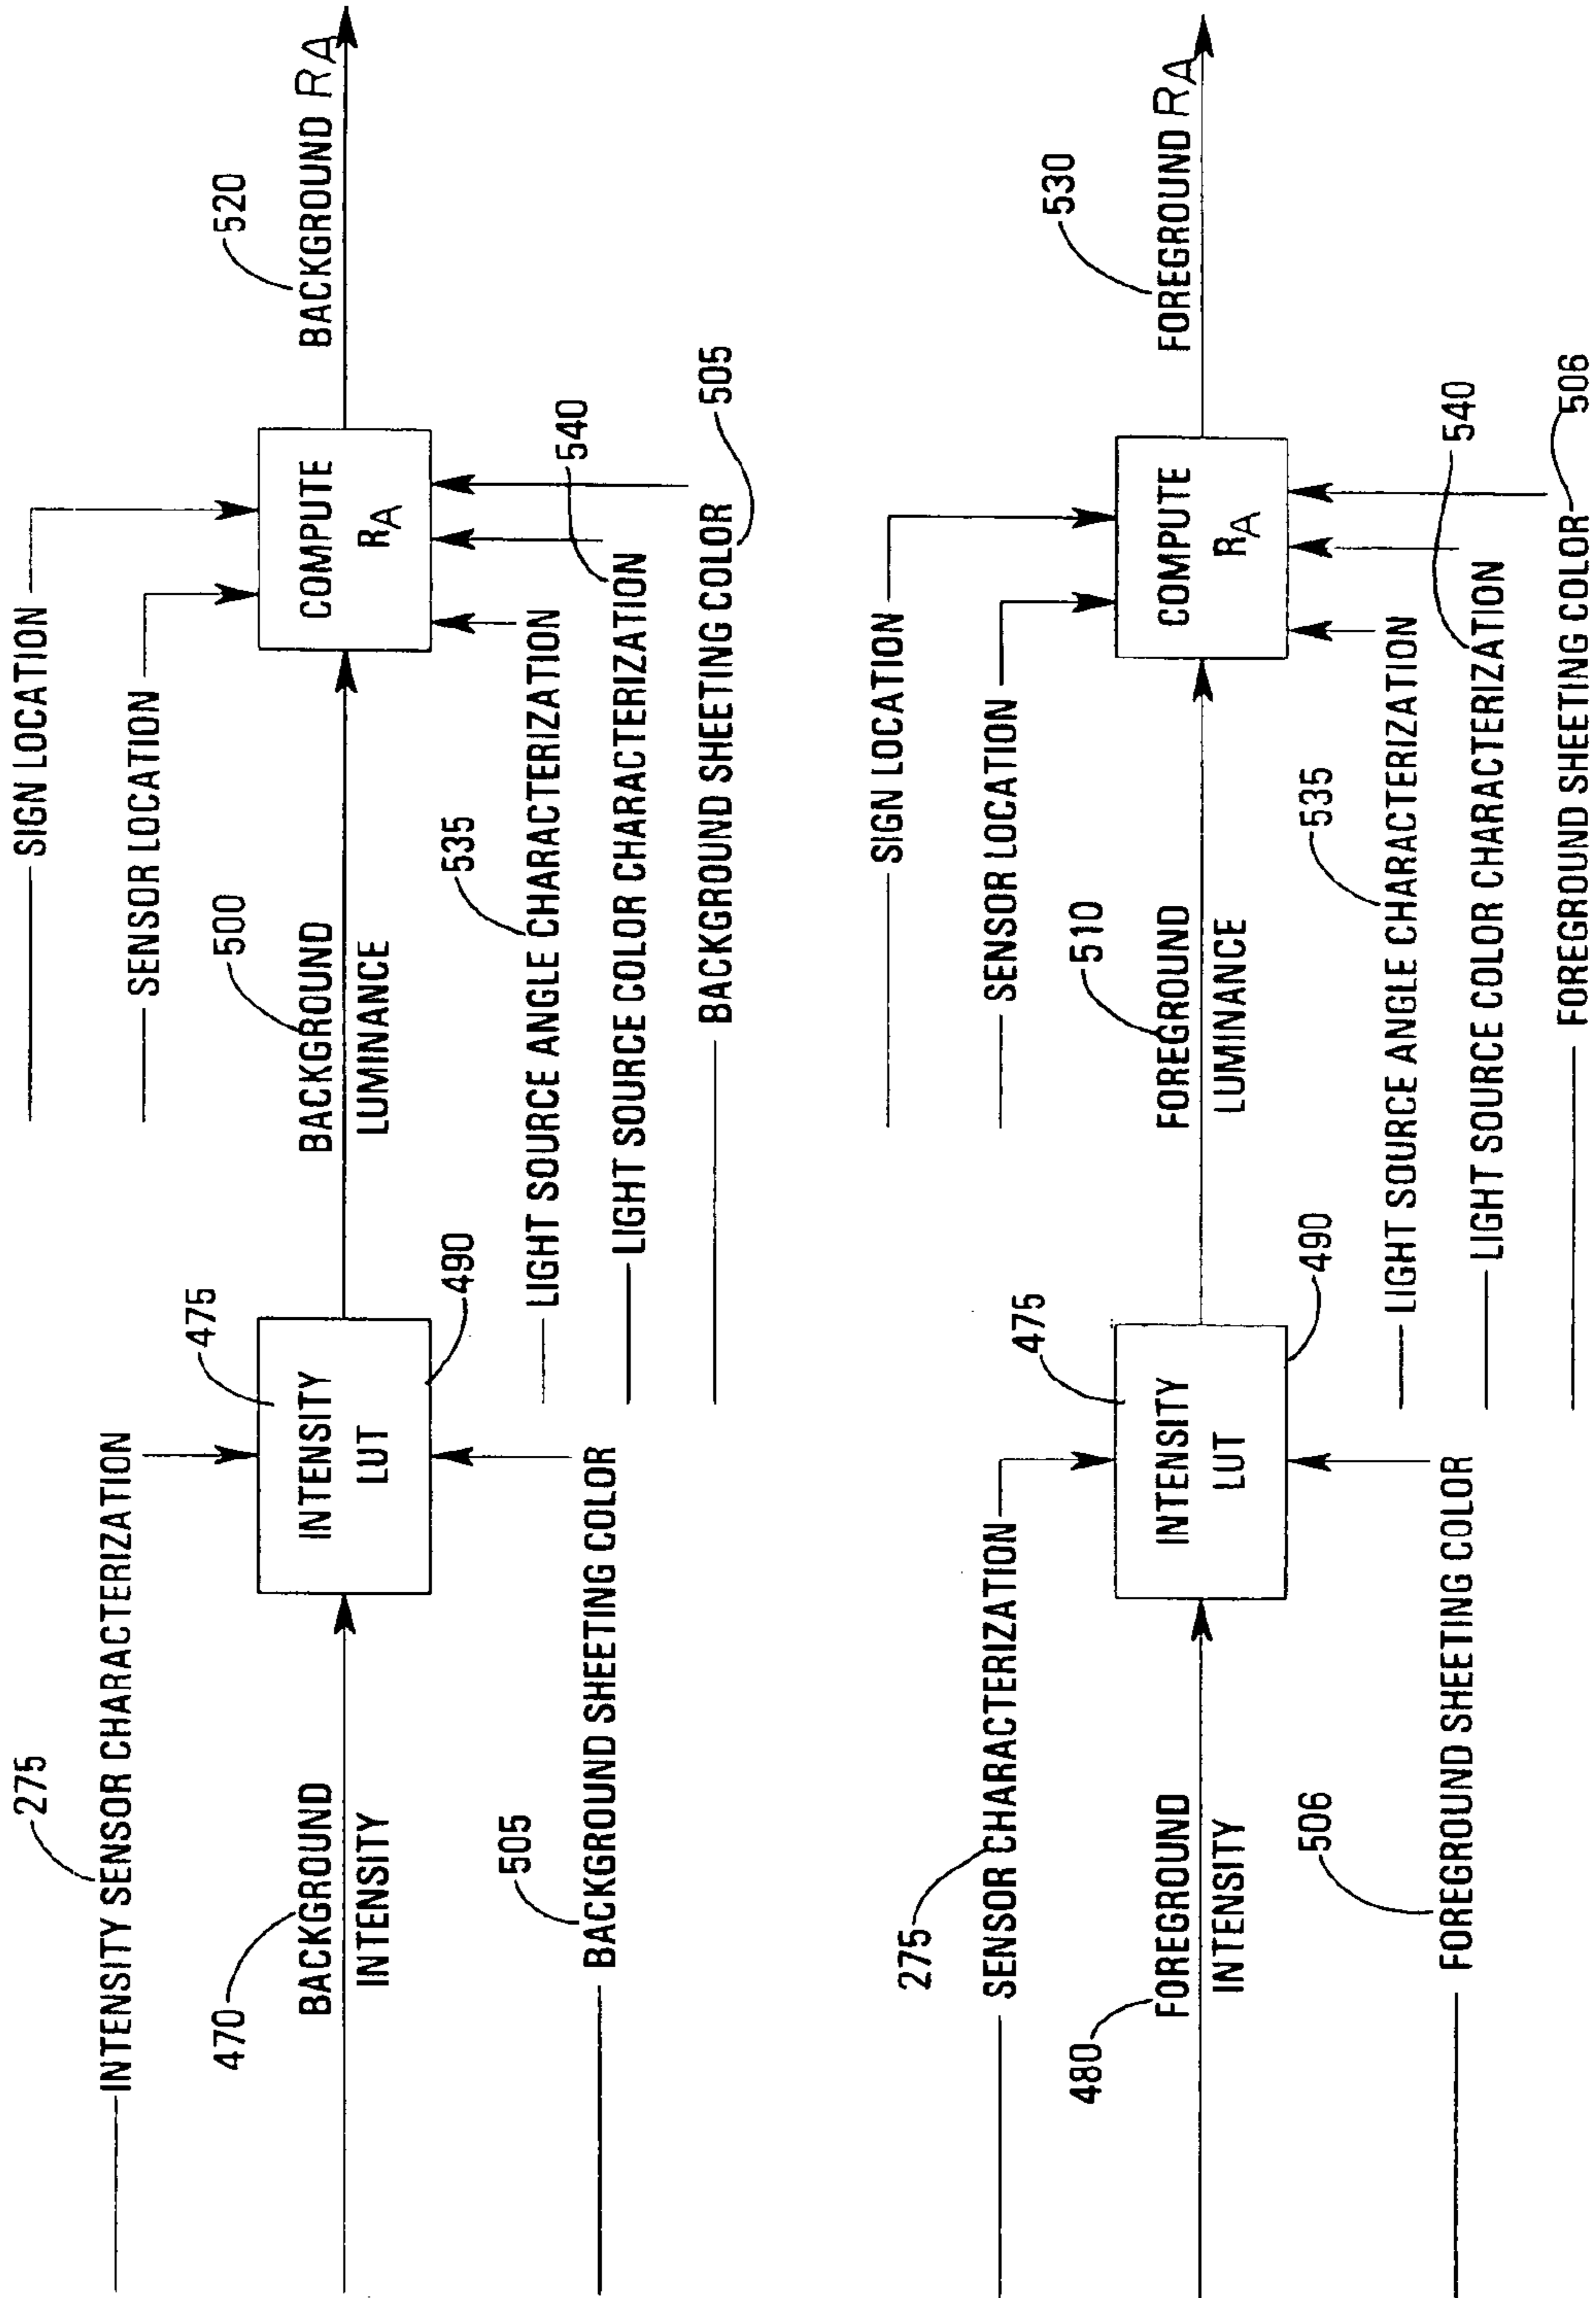 SIGN LOCATION
SENSOR LOCATION
275
INTENSITY SENSOR CHARACTERIZATION
470
BACKGROUND
INTENSITY
475
INTENSITY
LUT
490
505
BACKGROUND SHEETING COLOR
500
BACKGROUND
LUMINANCE
COMPUTE
RA
520
BACKGROUND RA
535
LIGHT SOURCE ANGLE CHARACTERIZATION
540
LIGHT SOURCE COLOR CHARACTERIZATION
505
BACKGROUND SHEETING COLOR
SIGN LOCATION
SENSOR LOCATION
275
SENSOR CHARACTERIZATION
480
FOREGROUND
INTENSITY
475
INTENSITY
LUT
490
506
FOREGROUND SHEETING COLOR
510
FOREGROUND
LUMINANCE
COMPUTE
RA
530
FOREGROUND RA
535
LIGHT SOURCE ANGLE CHARACTERIZATION
540
LIGHT SOURCE COLOR CHARACTERIZATION
FOREGROUND SHEETING COLOR
506